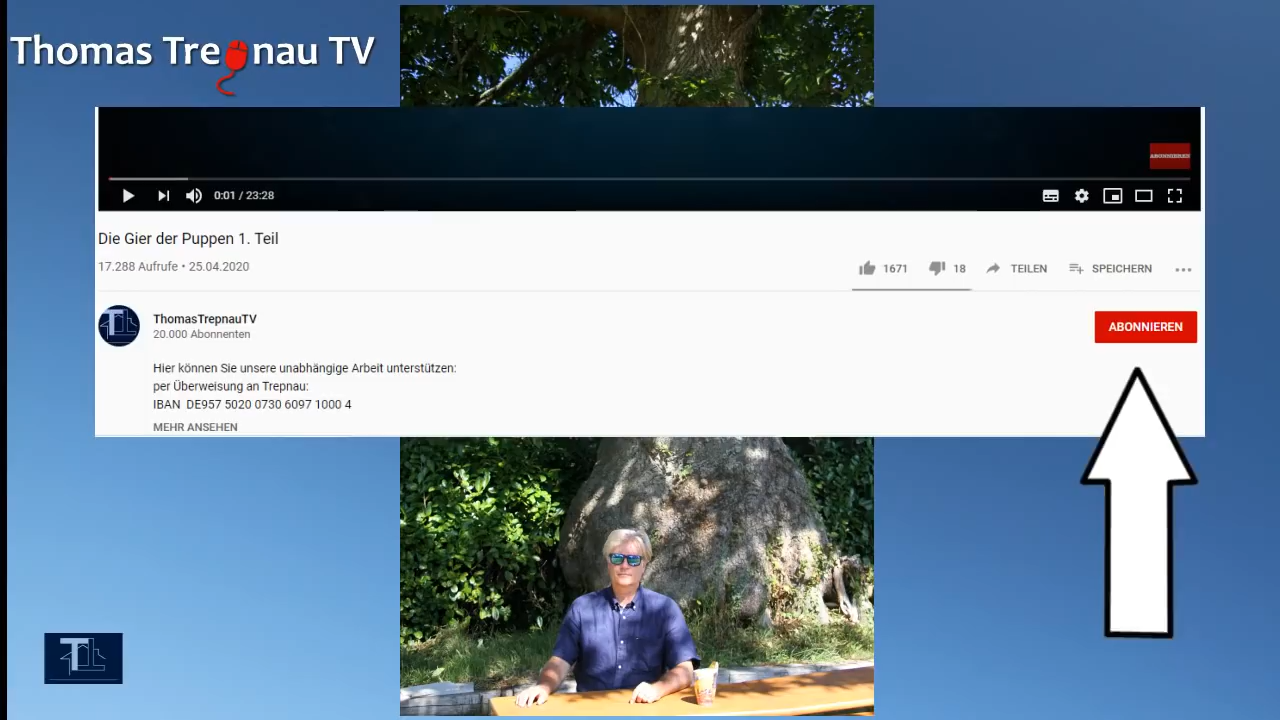 Thomas Trepnau TV
ABONNIEREN
0:01 / 23:28
Die Gier der Puppen 1. Teil
17.288 Aufrufe • 25.04.2020
1671 18 TEILEN SPEICHERN
ThomasTrepnauTV
20.000 Abonnenten
ABONNIEREN
Hier können Sie unsere unabhängige Arbeit unterstützen:
per Überweisung an Trepnau:
IBAN DE957 5020 0730 6097 1000 4
MEHR ANSEHEN